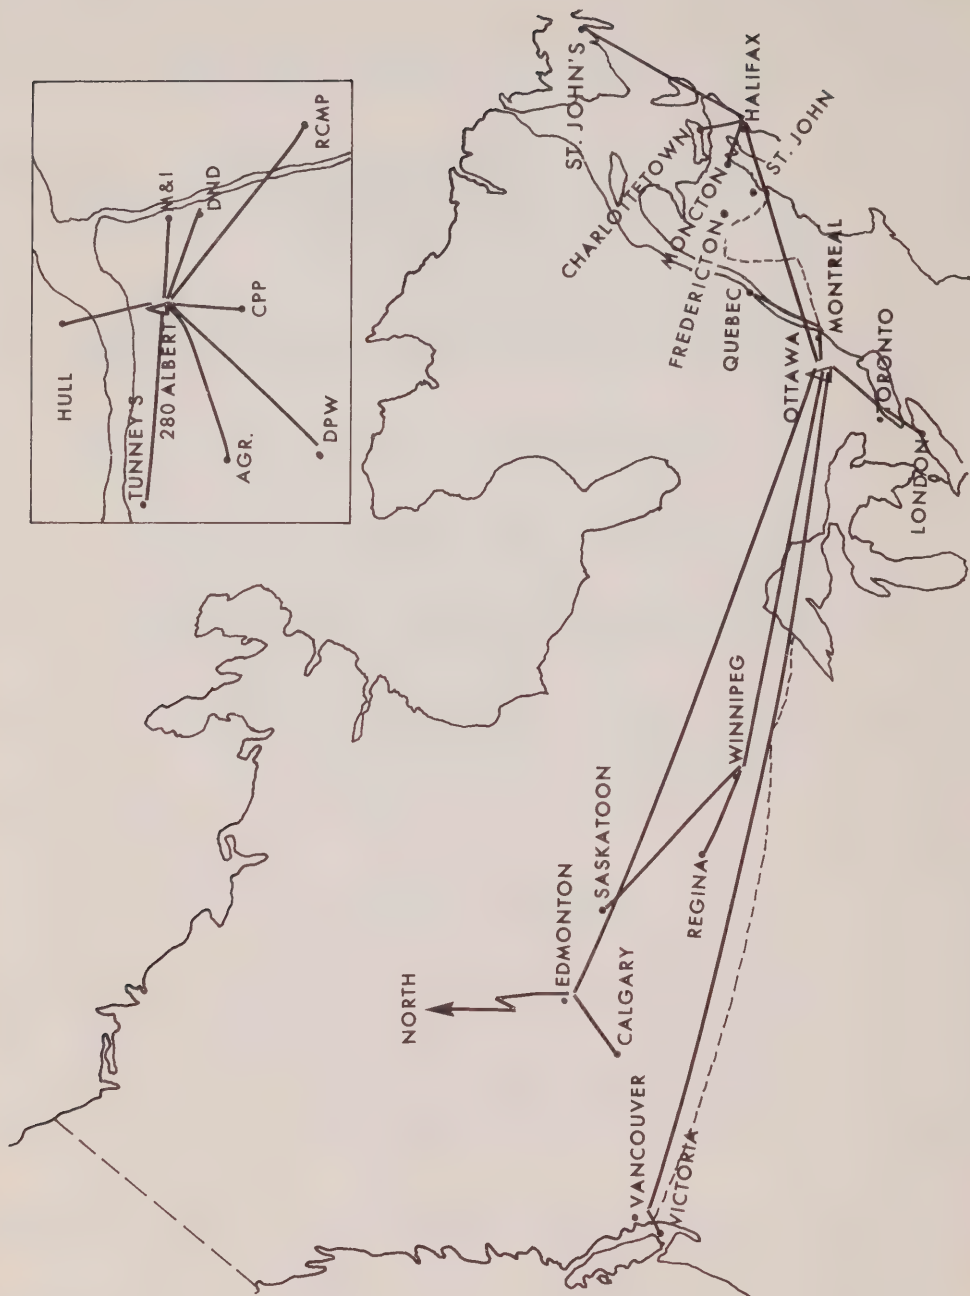 HULL
TUNNEY'S
280 ALBERT
M&I
DND
RCMP
CPP
AGR.
DPW
NORTH
EDMONTON
CALGARY
SASKATOON
VANCOUVER
VICTORIA
REGINA
WINNIPEG
OTTAWA
MONTREAL
TORONTO
LONDON
QUEBEC
FREDERICTON
MONCTON
CHARLOTTETOWN
ST. JOHN'S
HALIFAX
ST. JOHN